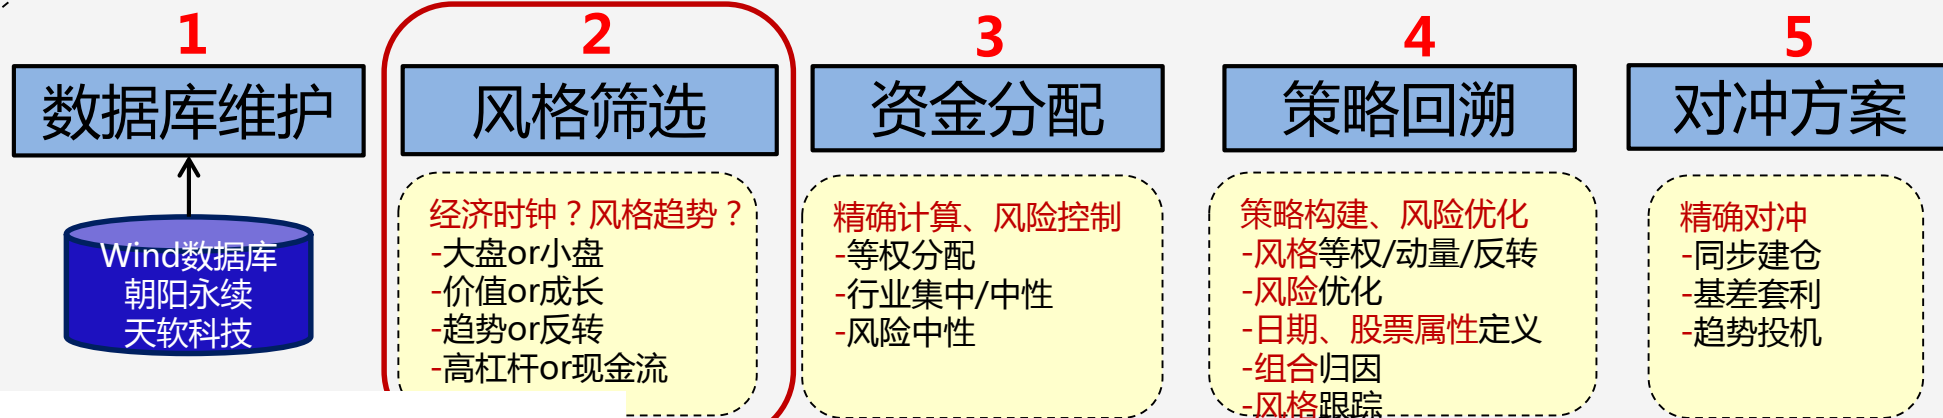 1
数据库维护
Wind数据库
朝阳永续
天软科技
2
风格筛选
经济时钟？风格趋势？
-大盘or小盘
-价值or成长
-趋势or反转
-高杠杆or现金流
3
资金分配
精确计算、风险控制
-等权分配
-行业集中/中性
-风险中性
4
策略回溯
策略构建、风险优化
-风格等权/动量/反转
-风险优化
-日期、股票属性定义
-组合归因
-风格跟踪
5
对冲方案
精确对冲
-同步建仓
-基差套利
-趋势投机